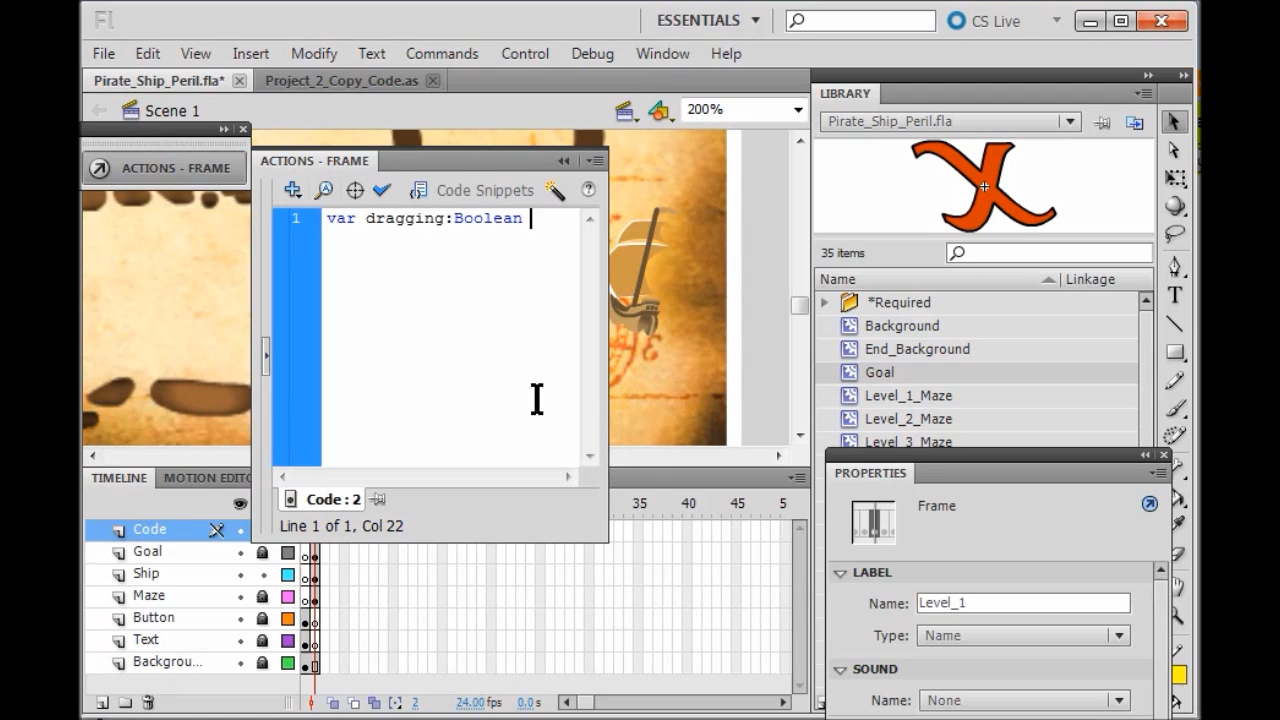 Fl
ESSENTIALS
CS Live
File Edit View Insert Modify Text Commands Control Debug Window Help
Pirate_Ship_Peril.fla*
Project_2_Copy_Code.as
Scene 1
200%
ACTIONS - FRAME
ACTIONS - FRAME
Code Snippets
1 var dragging:Boolean
Code : 2
Line 1 of 1, Col 22
LIBRARY
Pirate_Ship_Peril.fla
35 items
Name Linkage
*Required
Background
End_Background
Goal
Level_1_Maze
Level_2_Maze
Level_3_Maze
TIMELINE
MOTION EDITO
35 40 45 5
Code
Goal
Ship
Maze
Button
Text
Backgrou...
2 24.00fps 0.0s
PROPERTIES
Frame
LABEL
Name: Level_1
Type: Name
SOUND
Name: None